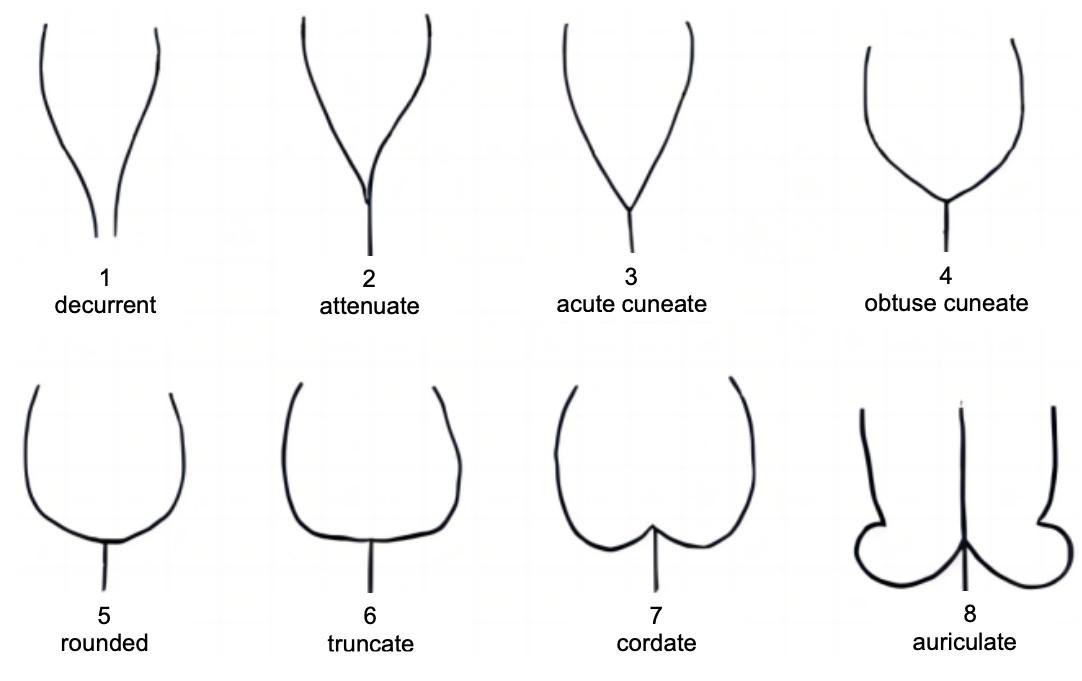 1
decurrent
2
attenuate
3
acute cuneate
4
obtuse cuneate
5
rounded
6
truncate
7
cordate
8
auriculate